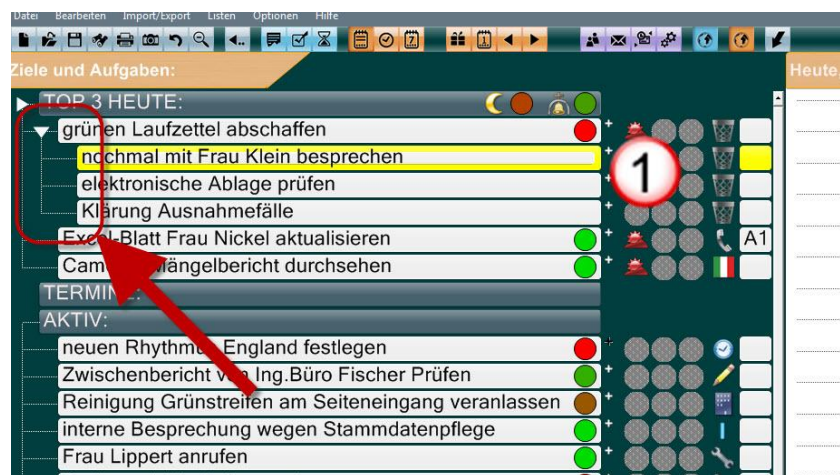 Datei Bearbeiten Import/Export Listen Optionen Hilfe
Ziele und Aufgaben:
Heute
TOP 3 HEUTE:
grünen Laufzettel abschaffen
nochmal mit Frau Klein besprechen
1
elektronische Ablage prüfen
Klärung Ausnahmefälle
Excel-Blatt Frau Nickel aktualisieren
A1
Mängelbericht durchsehen
TERMINE:
AKTIV:
neuen Rhythmus England festlegen
Zwischenbericht von Ing.Büro Fischer Prüfen
Reinigung Grünstreifen am Seiteneingang veranlassen
interne Besprechung wegen Stammdatenpflege
Frau Lippert anrufen